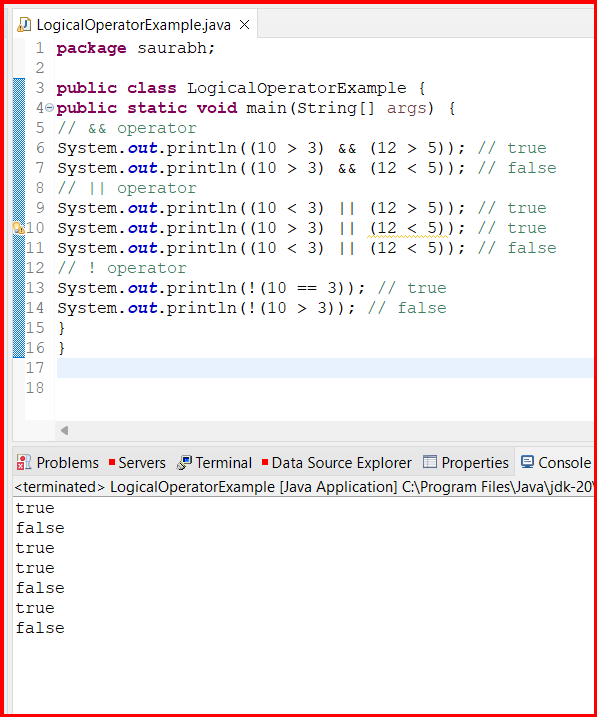 LogicalOperatorExample.java
1 package saurabh;
2
3 public class LogicalOperatorExample {
4 public static void main(String[] args) {
5 // && operator
6 System.out.println((10 > 3) && (12 > 5)); // true
7 System.out.println((10 > 3) && (12 < 5)); // false
8 // || operator
9 System.out.println((10 < 3) || (12 > 5)); // true
10 System.out.println((10 > 3) || (12 < 5)); // true
11 System.out.println((10 < 3) || (12 < 5)); // false
12 // ! operator
13 System.out.println(!(10 == 3)); // true
14 System.out.println(!(10 > 3)); // false
15 }
16 }
17
18
Problems Servers Terminal Data Source Explorer Properties Console
<terminated> LogicalOperatorExample [Java Application] C:\Program Files\Java\jdk-20\
true
false
true
true
false
true
false